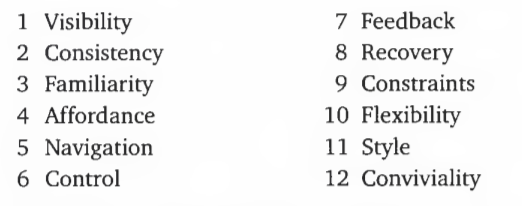 1 Visibility
2 Consistency
3 Familiarity
4 Affordance
5 Navigation
6 Control
7 Feedback
8 Recovery
9 Constraints
10 Flexibility
11 Style
12 Conviviality